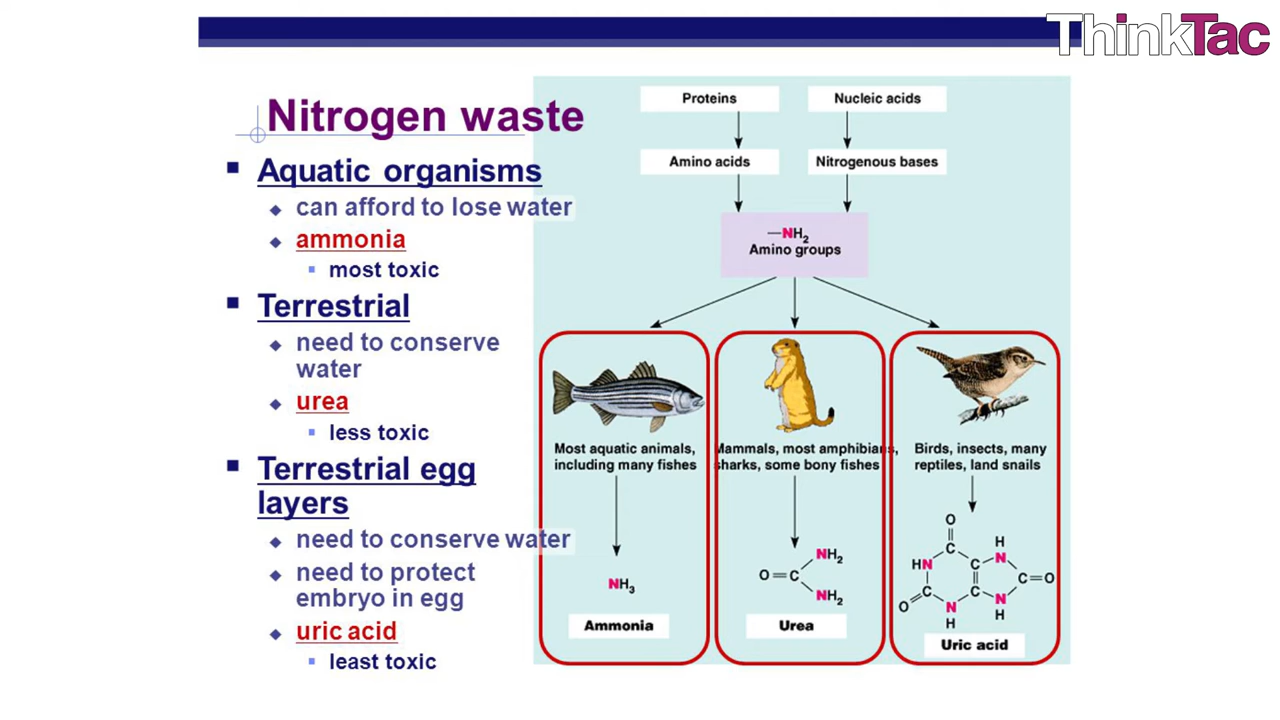 ThinkTac
Nitrogen waste
Aquatic organisms
can afford to lose water
ammonia
most toxic
Terrestrial
need to conserve
water
urea
less toxic
Terrestrial egg
layers
need to conserve water
need to protect
embryo in egg
uric acid
least toxic
Proteins
Nucleic acids
Amino acids
Nitrogenous bases
—NH2
Amino groups
Most aquatic animals,
including many fishes
Mammals, most amphibians,
sharks, some bony fishes
Birds, insects, many
reptiles, land snails
NH3
Ammonia
NH2
O=C
NH2
Urea
O
H
C
N
HN
C
C=O
C
C
O
N
N
H
H
Uric acid